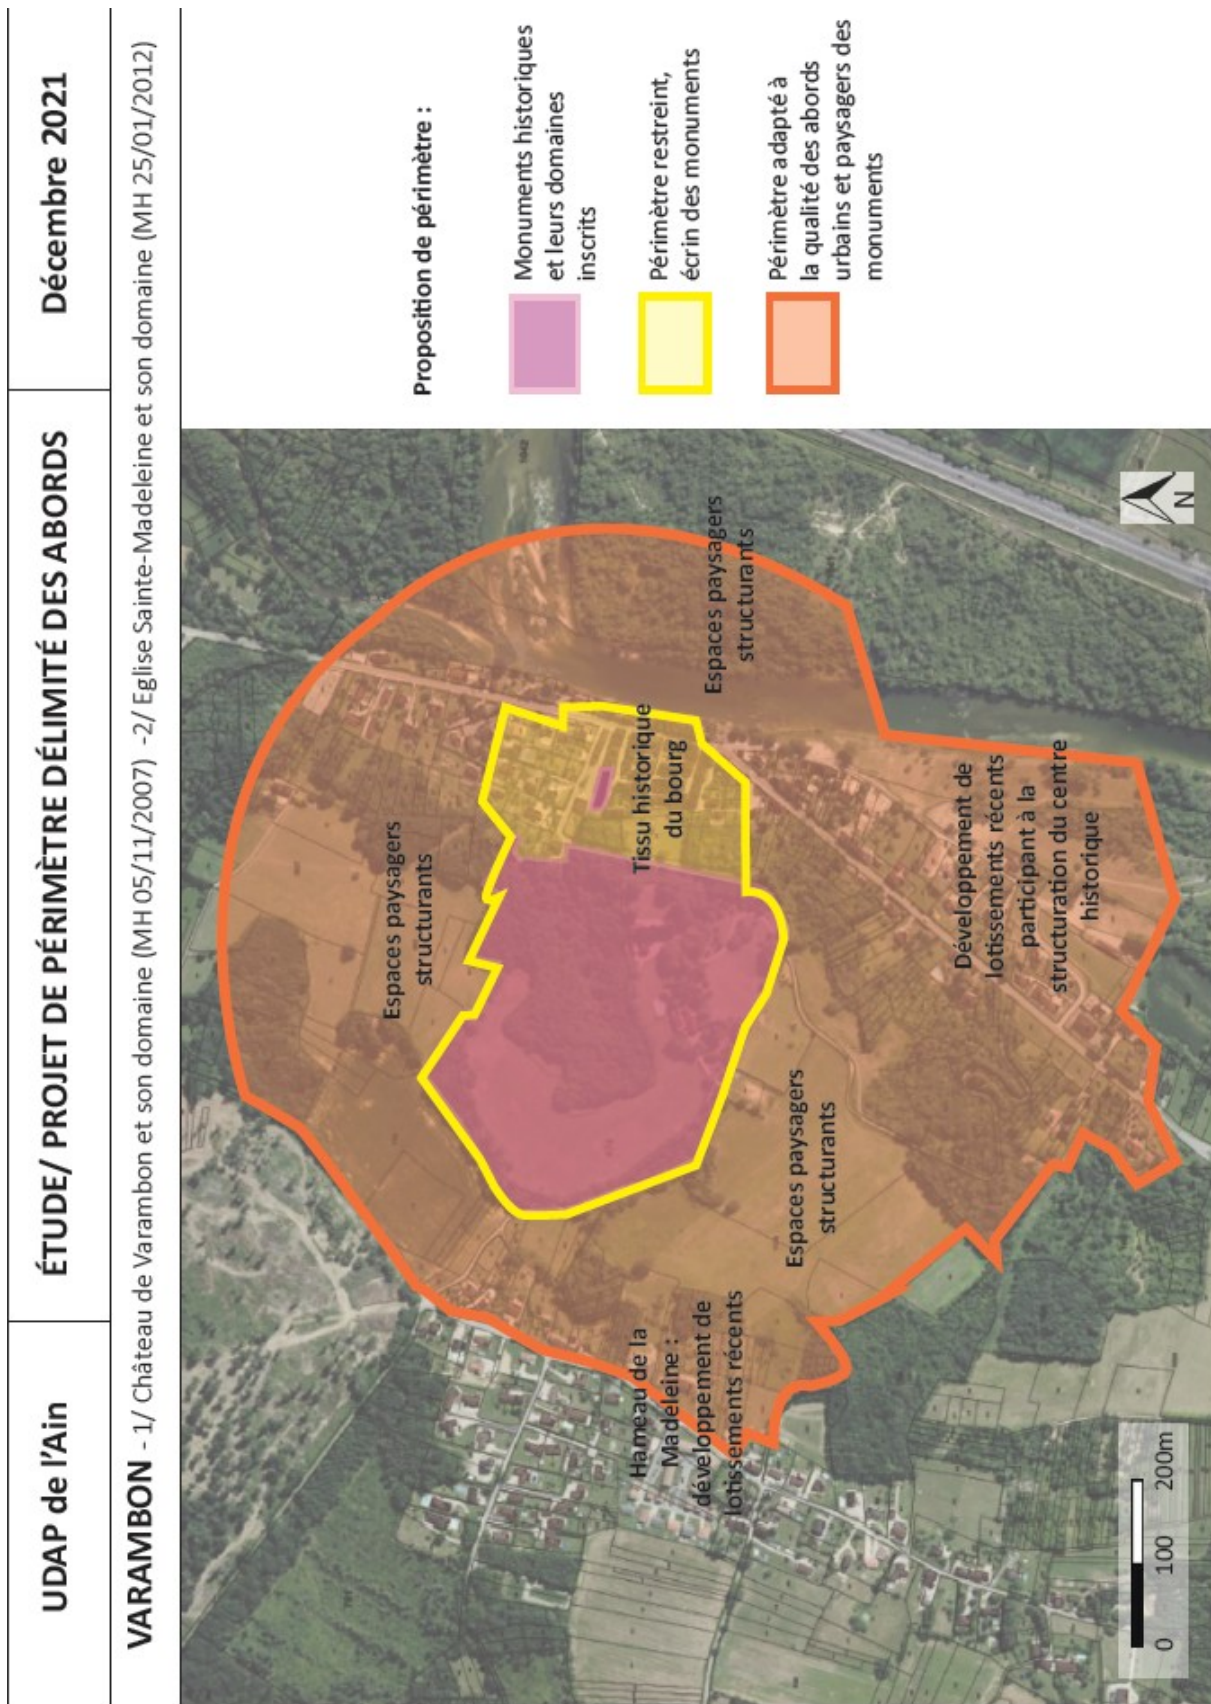 UDAP de l'Ain
ÉTUDE/ PROJET DE PÉRIMÈTRE DÉLIMITÉ DES ABORDS
Décembre 2021
VARAMBON - 1/ Château de Varambon et son domaine (MH 05/11/2007) -2/ Eglise Sainte-Madeleine et son domaine (MH 25/01/2012)
Proposition de périmètre :
Monuments historiques
et leurs domaines
inscrits
Périmètre restreint,
écrin des monuments
Périmètre adapté à
la qualité des abords
urbains et paysagers des
monuments
Espaces paysagers
structurants
Hameau de la
Madeleine :
développement de
lotissements récents
Tissu historique
du bourg
Espaces paysagers
structurants
Espaces paysagers
structurants
Développement de
lotissements récents
participant à la
structuration du centre
historique
0 100 200m
N